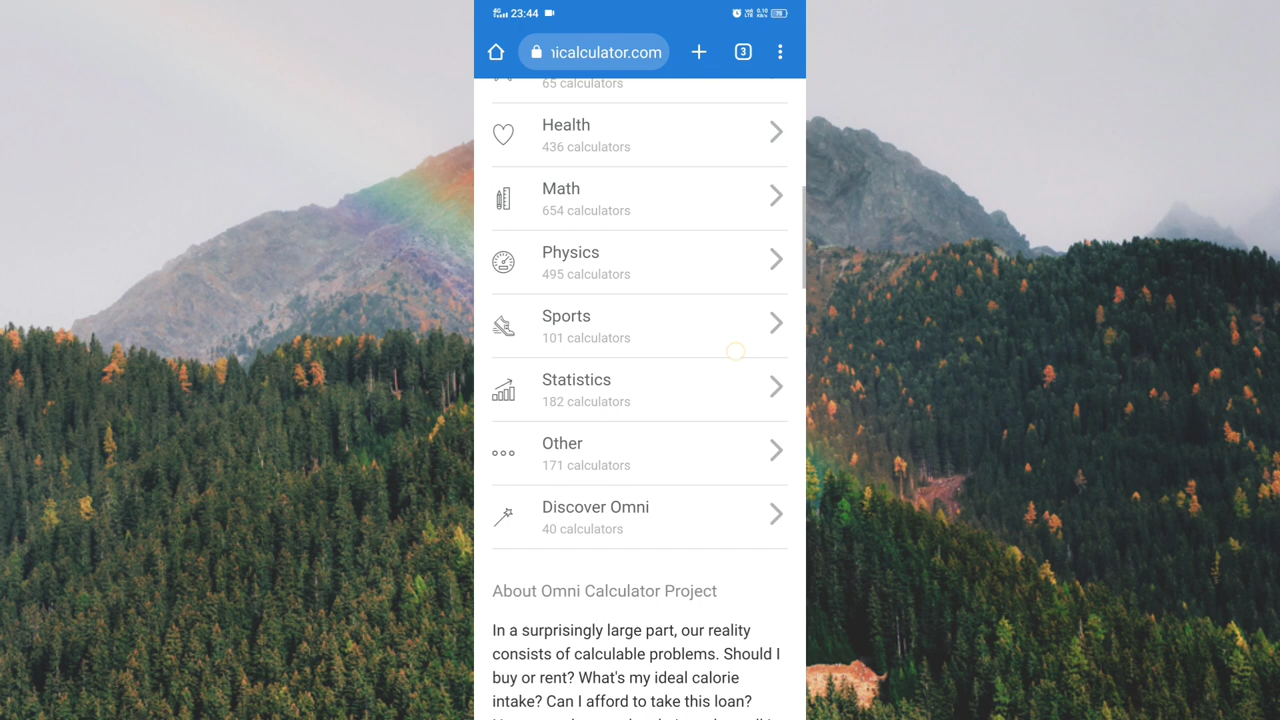 23:44
icalculator.com
3
65 calculators
Health
436 calculators
Math
654 calculators
Physics
495 calculators
Sports
101 calculators
Statistics
182 calculators
Other
171 calculators
Discover Omni
40 calculators
About Omni Calculator Project
In a surprisingly large part, our reality
consists of calculable problems. Should I
buy or rent? What's my ideal calorie
intake? Can I afford to take this loan?